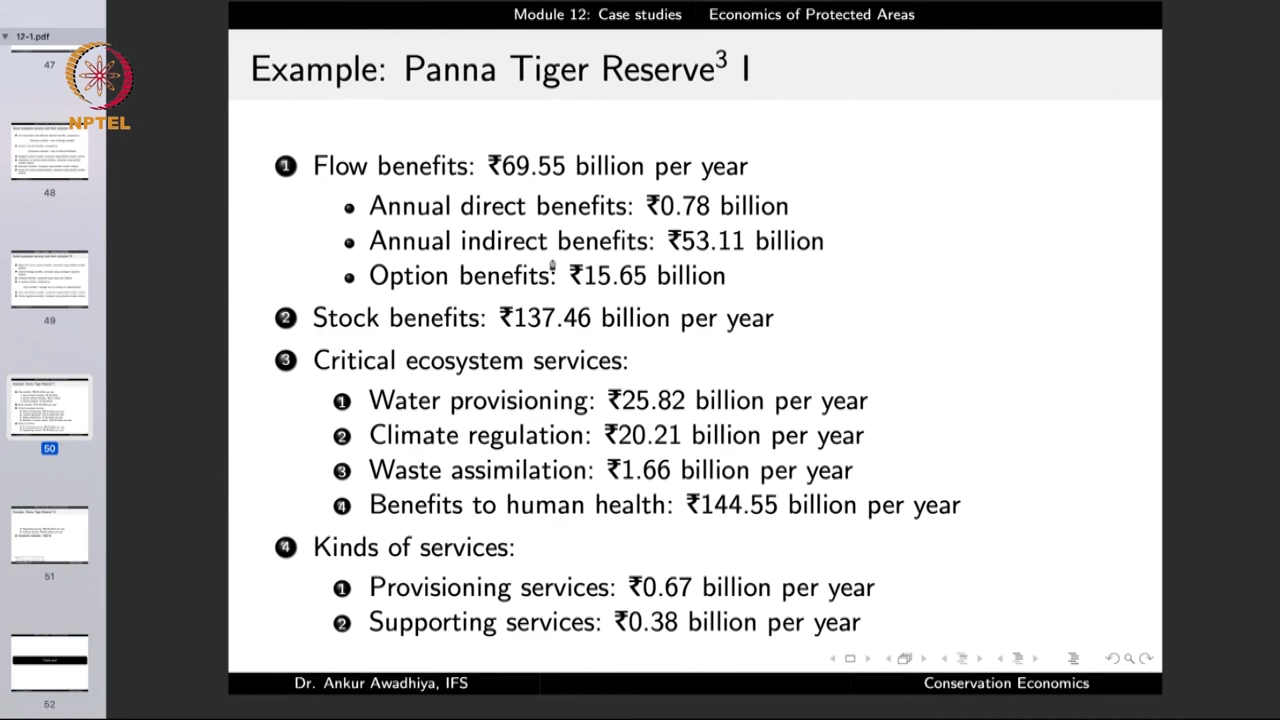 Module 12: Case studies Economics of Protected Areas
12-1.pdf
47
NPTEL
Example: Panna Tiger Reserve³ I
1 Flow benefits: ₹69.55 billion per year
• Annual direct benefits: ₹0.78 billion
• Annual indirect benefits: ₹53.11 billion
• Option benefits: ₹15.65 billion
2 Stock benefits: ₹137.46 billion per year
3 Critical ecosystem services:
1 Water provisioning: ₹25.82 billion per year
2 Climate regulation: ₹20.21 billion per year
3 Waste assimilation: ₹1.66 billion per year
4 Benefits to human health: ₹144.55 billion per year
4 Kinds of services:
1 Provisioning services: ₹0.67 billion per year
2 Supporting services: ₹0.38 billion per year
48
49
50
51
52
Dr. Ankur Awadhiya, IFS Conservation Economics